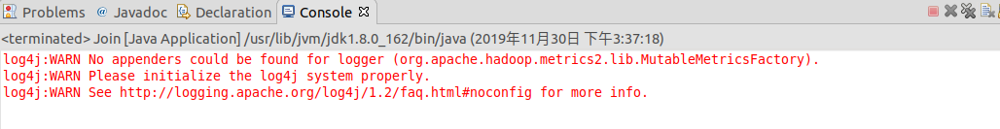 Problems @ Javadoc Declaration Console
<terminated> Join [Java Application] /usr/lib/jvm/jdk1.8.0_162/bin/java (2019年11月30日 下午3:37:18)
log4j:WARN No appenders could be found for logger (org.apache.hadoop.metrics2.lib.MutableMetricsFactory).
log4j:WARN Please initialize the log4j system properly.
log4j:WARN See http://logging.apache.org/log4j/1.2/faq.html#noconfig for more info.